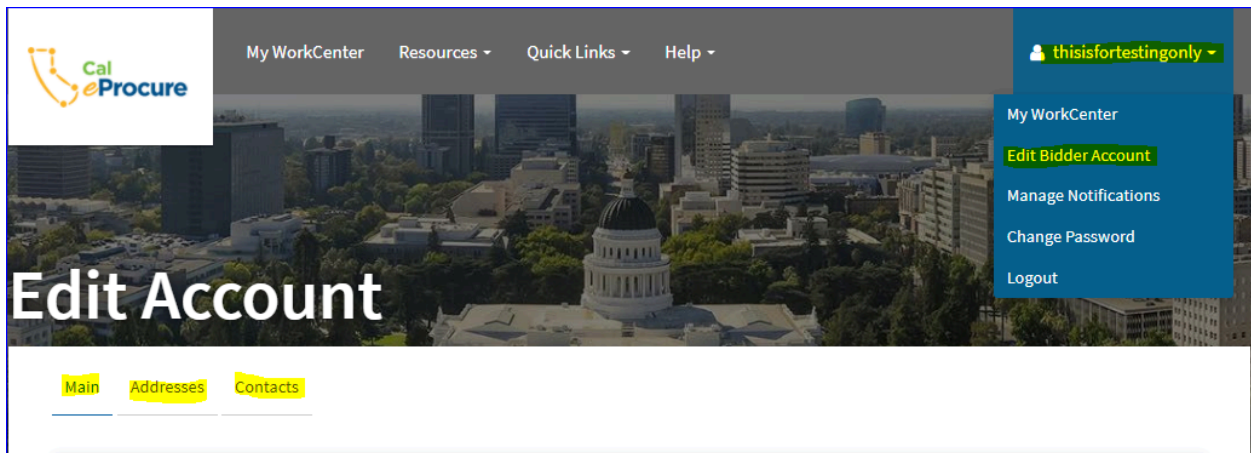 Cal
eProcure
My WorkCenter Resources Quick Links Help thisisfortestingonly
My WorkCenter
Edit Bidder Account
Manage Notifications
Change Password
Logout
Edit Account
Main Addresses Contacts